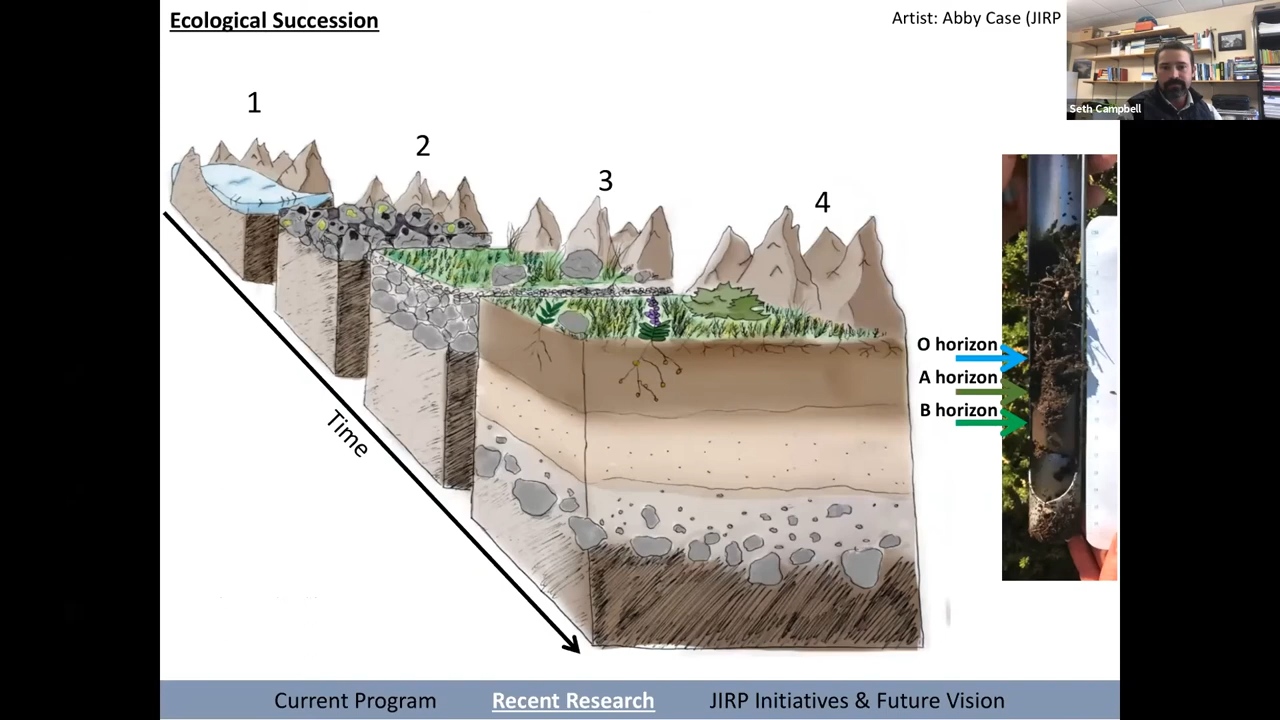 Ecological Succession
Artist: Abby Case (JIRP
Seth Campbell
1
2
3
4
O horizon
A horizon
B horizon
Time
Current Program
Recent Research
JIRP Initiatives & Future Vision